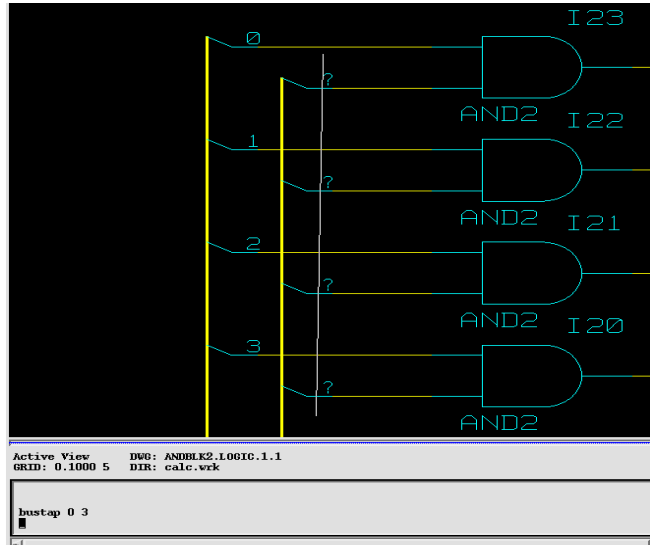 I23
0
?
AND2
I22
1
?
AND2
I21
2
?
AND2
I20
3
?
AND2
Active View DWG: ANDBLK2.LOGIC.1.1
GRID: 0.1000 5 DIR: calc.wrk
bustap 0 3